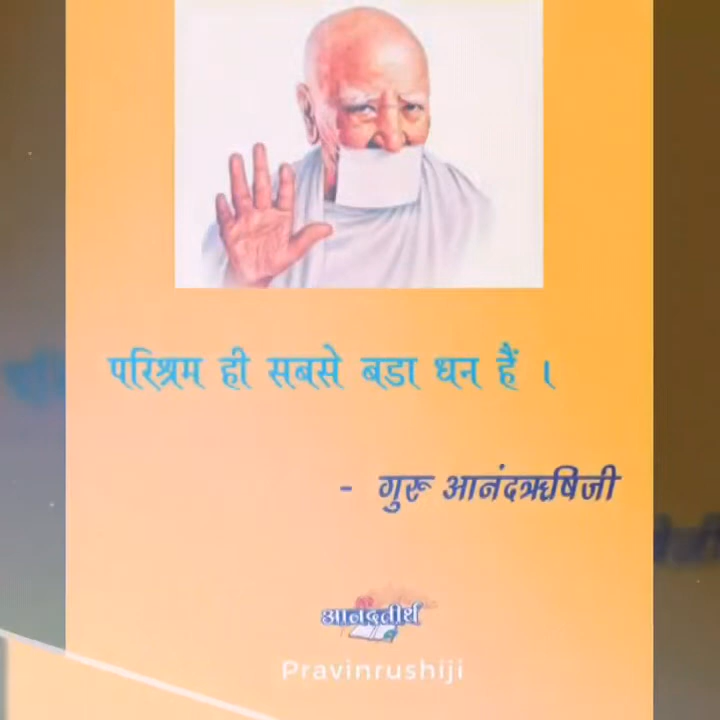 परिश्रम ही सबसे बडा धन हैं ।
- गुरू आनंदऋषिजी
आनंदतीर्थ
Pravinrushiji